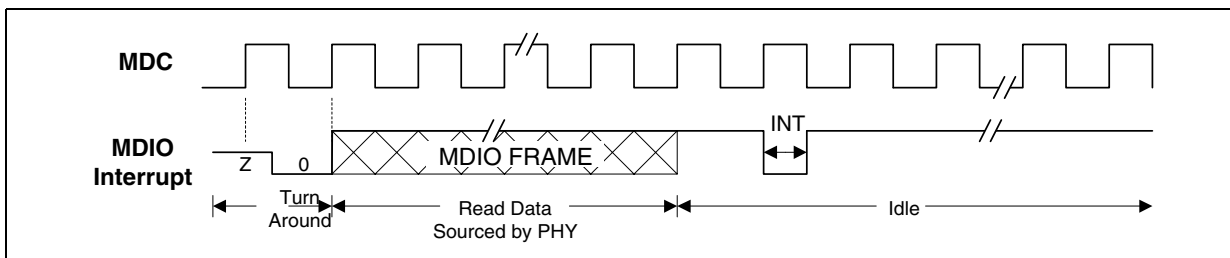 MDC
INT
MDIO
Interrupt
Z
0
MDIO FRAME
Turn
Around
Read Data
Sourced by PHY
Idle